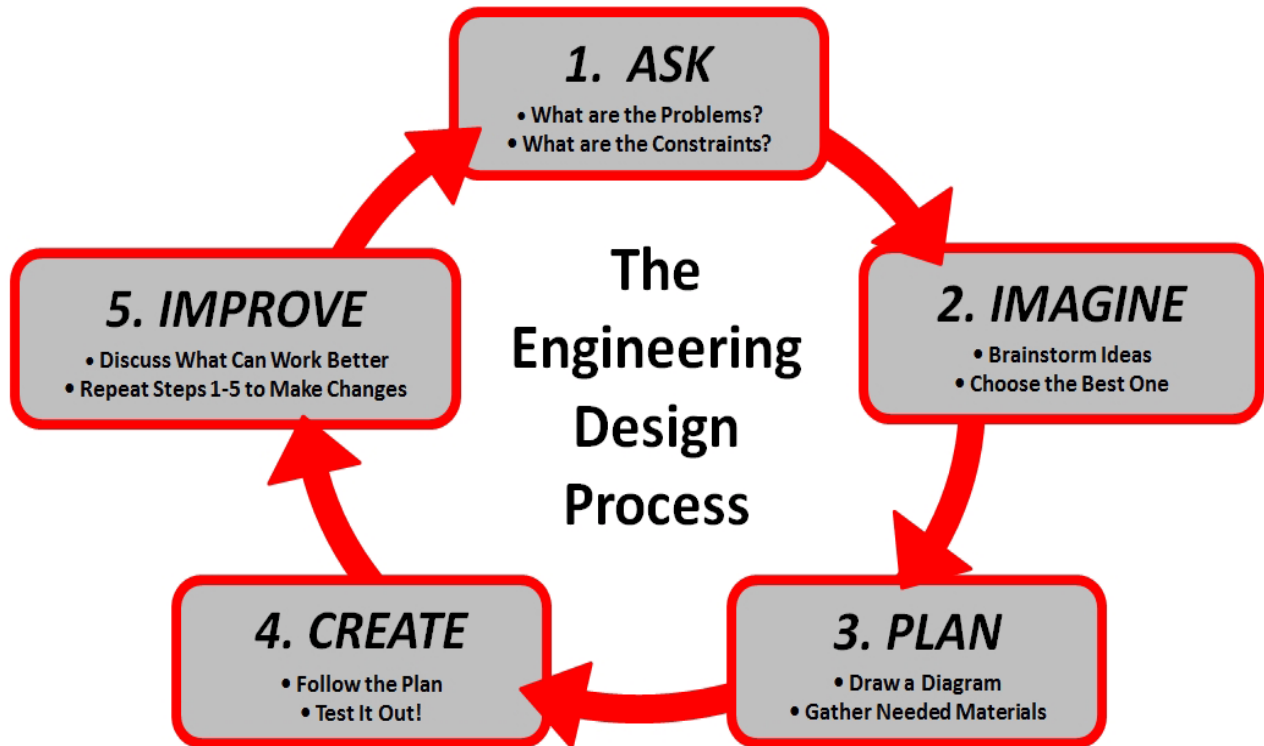 1. ASK
• What are the Problems?
• What are the Constraints?
The
Engineering
Design
Process
2. IMAGINE
• Brainstorm Ideas
• Choose the Best One
3. PLAN
• Draw a Diagram
• Gather Needed Materials
4. CREATE
• Follow the Plan
• Test It Out!
5. IMPROVE
• Discuss What Can Work Better
• Repeat Steps 1-5 to Make Changes